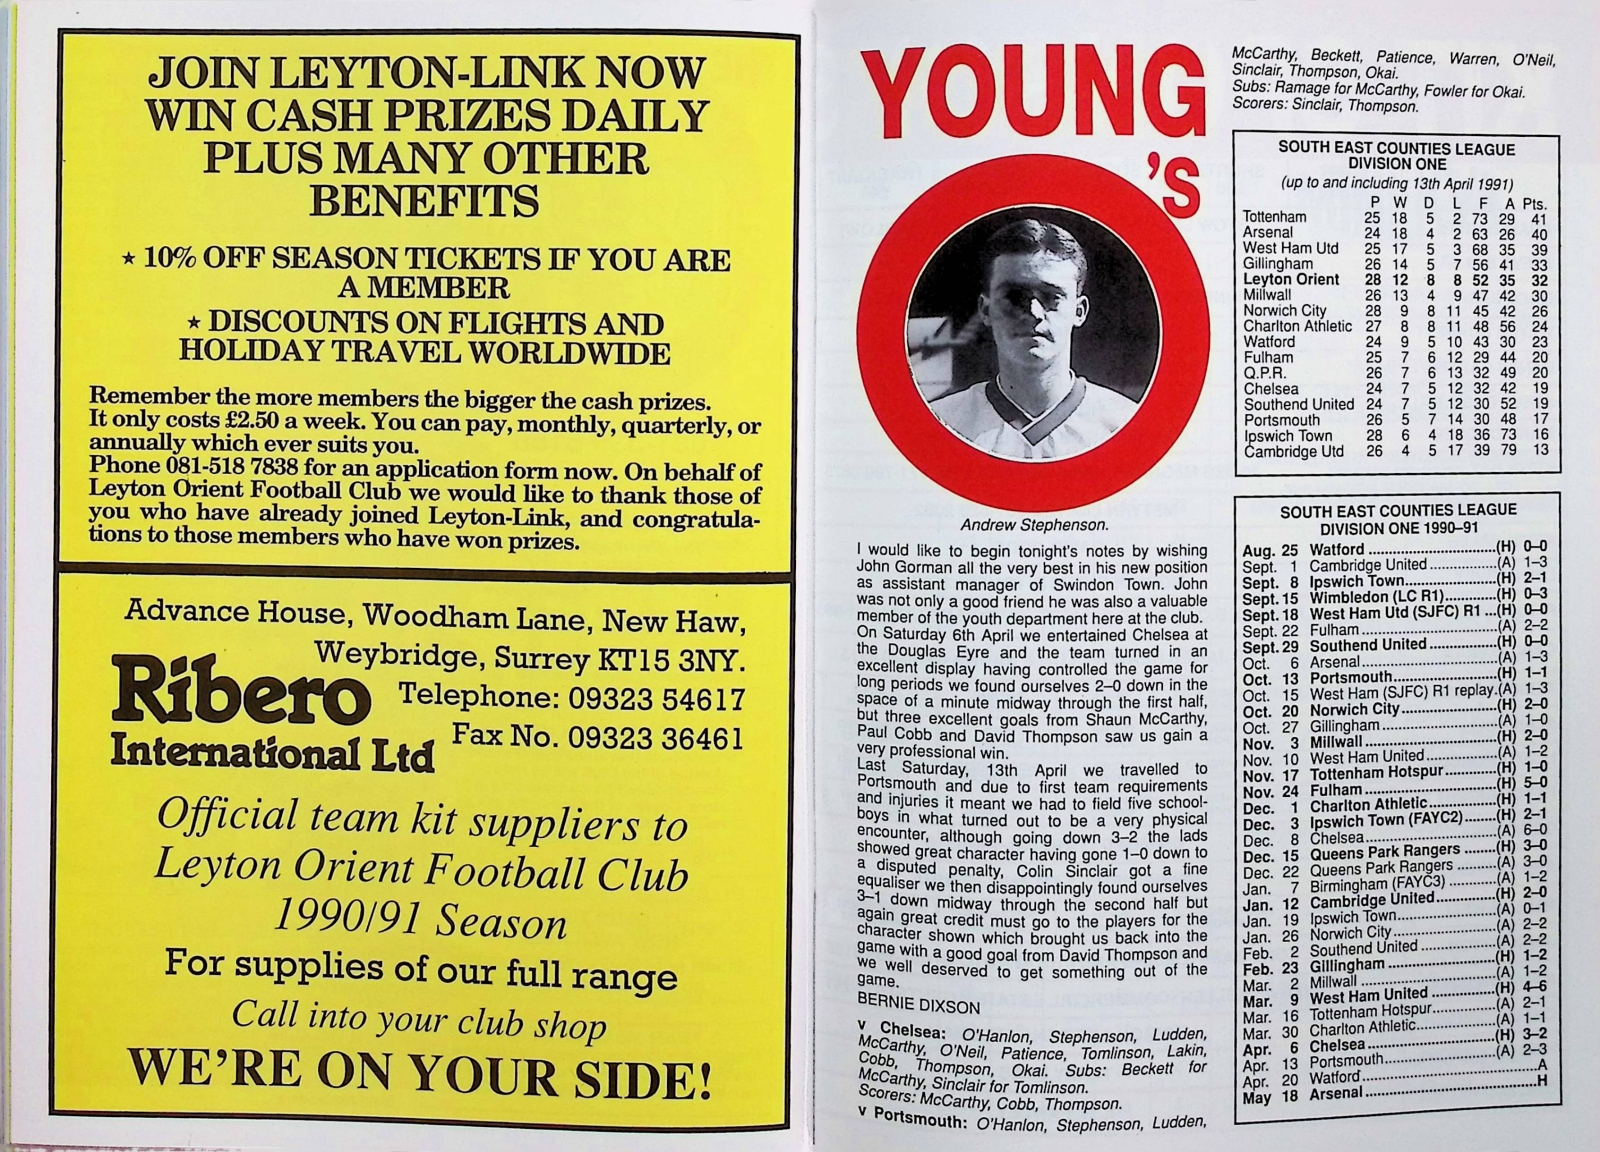 JOIN LEYTON-LINK NOW
WIN CASH PRIZES DAILY
PLUS MANY OTHER
BENEFITS
★ 10% OFF SEASON TICKETS IF YOU ARE
A MEMBER
★ DISCOUNTS ON FLIGHTS AND
HOLIDAY TRAVEL WORLDWIDE
Remember the more members the bigger the cash prizes.
It only costs £2.50 a week. You can pay, monthly, quarterly, or
annually which ever suits you.
Phone 081-518 7838 for an application form now. On behalf of
Leyton Orient Football Club we would like to thank those of
you who have already joined Leyton-Link, and congratula-
tions to those members who have won prizes.
Advance House, Woodham Lane, New Haw,
Weybridge, Surrey KT15 3NY.
Ribero
International Ltd
Telephone: 09323 54617
Fax No. 09323 36461
Official team kit suppliers to
Leyton Orient Football Club
1990/91 Season
For supplies of our full range
Call into your club shop
WE'RE ON YOUR SIDE!
YOUNG
'S
Andrew Stephenson.
I would like to begin tonight's notes by wishing
John Gorman all the very best in his new position
as assistant manager of Swindon Town. John
was not only a good friend he was also a valuable
member of the youth department here at the club.
On Saturday 6th April we entertained Chelsea at
the Douglas Eyre and the team turned in an
excellent display having controlled the game for
long periods we found ourselves 2–0 down in the
space of a minute midway through the first half,
but three excellent goals from Shaun McCarthy,
Paul Cobb and David Thompson saw us gain a
very professional win.
Last Saturday, 13th April we travelled to
Portsmouth and due to first team requirements
and injuries it meant we had to field five school-
boys in what turned out to be a very physical
encounter, although going down 3–2 the lads
showed great character having gone 1–0 down to
a disputed penalty, Colin Sinclair got a fine
equaliser we then disappointingly found ourselves
3–1 down midway through the second half but
again great credit must go to the players for the
character shown which brought us back into the
game with a good goal from David Thompson and
we well deserved to get something out of the
game.
BERNIE DIXSON
v Chelsea: O'Hanlon, Stephenson, Ludden,
McCarthy, O'Neil, Patience, Tomlinson, Lakin,
Cobb, Thompson, Okai. Subs: Beckett for
McCarthy, Sinclair for Tomlinson.
Scorers: McCarthy, Cobb, Thompson.
v Portsmouth: O'Hanlon, Stephenson, Ludden,
McCarthy, Beckett, Patience, Warren, O'Neil,
Sinclair, Thompson, Okai.
Subs: Ramage for McCarthy, Fowler for Okai.
Scorers: Sinclair, Thompson.
SOUTH EAST COUNTIES LEAGUE
DIVISION ONE
(up to and including 13th April 1991)
P W D L F A Pts.
Tottenham 25 18 5 2 73 29 41
Arsenal 24 18 4 2 63 26 40
West Ham Utd 25 17 5 3 68 35 39
Gillingham 26 14 5 7 56 41 33
Leyton Orient 28 12 8 8 52 35 32
Millwall 26 13 4 9 47 42 30
Norwich City 28 9 8 11 45 42 26
Charlton Athletic 27 8 8 11 48 56 24
Watford 24 9 5 10 43 30 23
Fulham 25 7 6 12 29 44 20
Q.P.R. 26 7 6 13 32 49 20
Chelsea 24 7 5 12 32 42 19
Southend United 24 7 5 12 30 52 19
Portsmouth 26 5 7 14 30 48 17
Ipswich Town 28 6 4 18 36 73 16
Cambridge Utd 26 4 5 17 39 79 13
SOUTH EAST COUNTIES LEAGUE
DIVISION ONE 1990–91
Aug. 25 Watford (H) 0–0
Sept. 1 Cambridge United (A) 1–3
Sept. 8 Ipswich Town (H) 2–1
Sept. 15 Wimbledon (LC R1) (H) 0–3
Sept. 18 West Ham Utd (SJFC) R1 ... (H) 0–0
Sept. 22 Fulham (A) 2–2
Sept. 29 Southend United (H) 0–0
Oct. 6 Arsenal (A) 1–3
Oct. 13 Portsmouth (H) 1–1
Oct. 15 West Ham (SJFC) R1 replay. (A) 1–3
Oct. 20 Norwich City (H) 2–0
Oct. 27 Gillingham (A) 1–0
Nov. 3 Millwall (H) 2–0
Nov. 10 West Ham United (A) 1–2
Nov. 17 Tottenham Hotspur (H) 1–0
Nov. 24 Fulham (H) 5–0
Dec. 1 Charlton Athletic (H) 1–1
Dec. 3 Ipswich Town (FAYC2) (H) 2–1
Dec. 8 Chelsea (A) 6–0
Dec. 15 Queens Park Rangers (H) 3–0
Dec. 22 Queens Park Rangers (A) 3–0
Jan. 7 Birmingham (FAYC3) (A) 1–2
Jan. 12 Cambridge United (H) 2–0
Jan. 19 Ipswich Town (A) 0–1
Jan. 26 Norwich City (A) 2–2
Feb. 2 Southend United (A) 2–2
Feb. 23 Gillingham (H) 1–2
Mar. 2 Millwall (A) 1–2
Mar. 9 West Ham United (H) 4–6
Mar. 16 Tottenham Hotspur (A) 2–1
Mar. 30 Charlton Athletic (A) 1–1
Apr. 6 Chelsea (H) 3–2
Apr. 13 Portsmouth (A) 2–3
Apr. 20 Watford A
May 18 Arsenal H